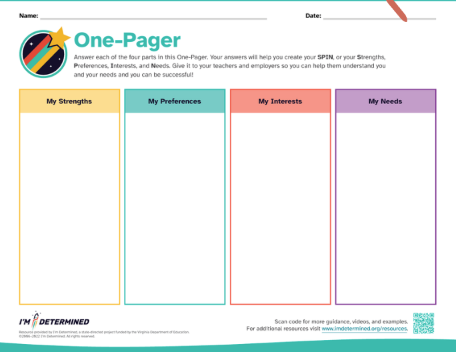 Name:
Date:
One-Pager
Answer each of the four parts in this One-Pager. Your answers will help you create your SPIN, or your Strengths,
Preferences, Interests, and Needs. Give it to your teachers and employers so you can help them understand you
and your needs and you can be successful!
My Strengths
My Preferences
My Interests
My Needs
I'M DETERMINED
Resource provided by I'm Determined, a state directed project funded by the Virginia Department of Education
©2006-2022 I'm Determined. All rights reserved.
Scan code for more guidance, videos, and examples.
For additional resources visit www.imdetermined.org/resources.